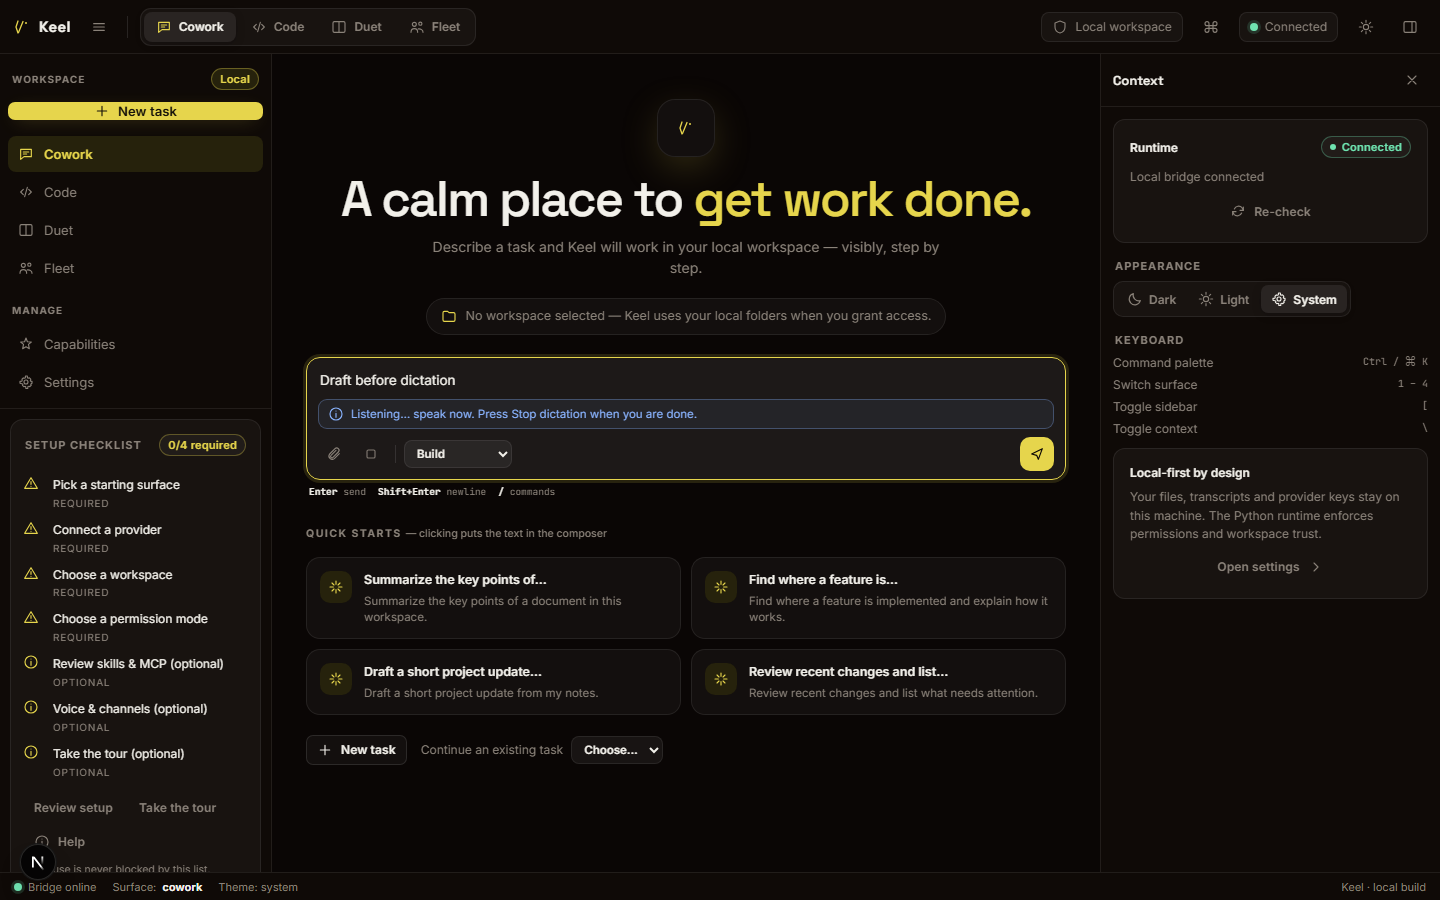 Keel
Cowork
Code
Duet
Fleet
Local workspace
Connected
WORKSPACE
Local
New task
Cowork
Code
Duet
Fleet
MANAGE
Capabilities
Settings
SETUP CHECKLIST
0/4 required
Pick a starting surface
REQUIRED
Connect a provider
REQUIRED
Choose a workspace
REQUIRED
Choose a permission mode
REQUIRED
Review skills & MCP (optional)
OPTIONAL
Voice & channels (optional)
OPTIONAL
Take the tour (optional)
OPTIONAL
Review setup
Take the tour
Help
use is never blocked by this list.
A calm place to get work done.
Describe a task and Keel will work in your local workspace — visibly, step by
step.
No workspace selected — Keel uses your local folders when you grant access.
Draft before dictation
Listening... speak now. Press Stop dictation when you are done.
Build
Enter send Shift+Enter newline / commands
QUICK STARTS — clicking puts the text in the composer
Summarize the key points of...
Summarize the key points of a document in this
workspace.
Find where a feature is...
Find where a feature is implemented and explain how it
works.
Draft a short project update...
Draft a short project update from my notes.
Review recent changes and list...
Review recent changes and list what needs attention.
New task
Continue an existing task
Choose...
Context
Runtime
Connected
Local bridge connected
Re-check
APPEARANCE
Dark
Light
System
KEYBOARD
Command palette Ctrl / ⌘ K
Switch surface 1 – 4
Toggle sidebar [
Toggle context \
Local-first by design
Your files, transcripts and provider keys stay on
this machine. The Python runtime enforces
permissions and workspace trust.
Open settings
N
Bridge online
Surface: cowork
Theme: system
Keel · local build